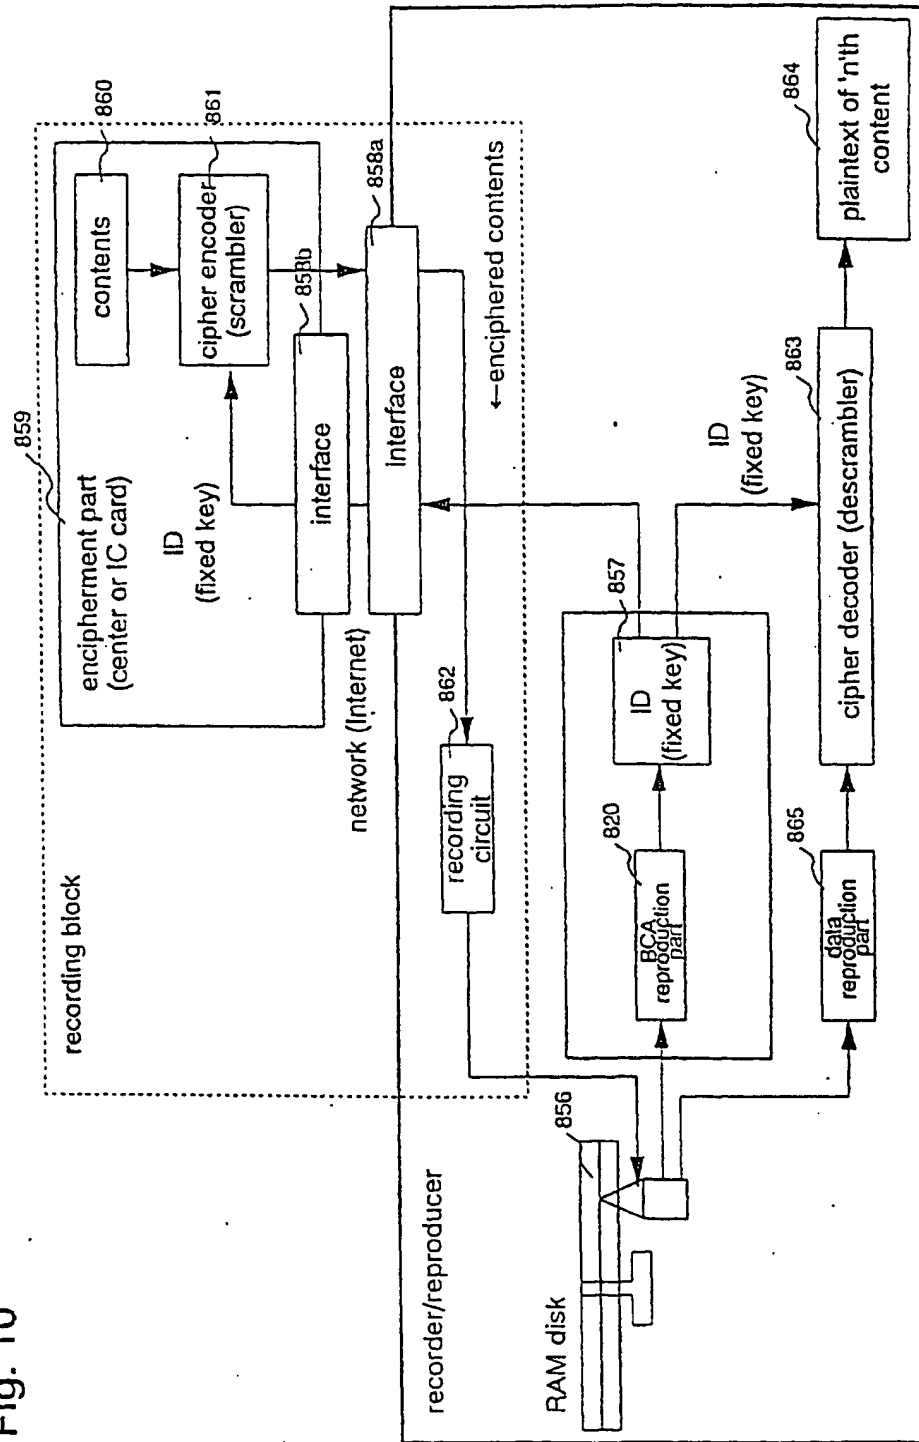 Fig.
recording block
859
encipherment part
(center or IC card)
860
contents
861
cipher encoder
(scrambler)
ID
(fixed key)
858b
interface
network (Internet)
858a
interface
862
recording
circuit
←enciphered contents
recorder/reproducer
RAM disk
856
820
BCA
reproduction
part
857
ID
(fixed key)
ID
(fixed key)
865
data
reproduction
part
863
cipher decoder (descrambler)
864
plaintext of 'n'th
content